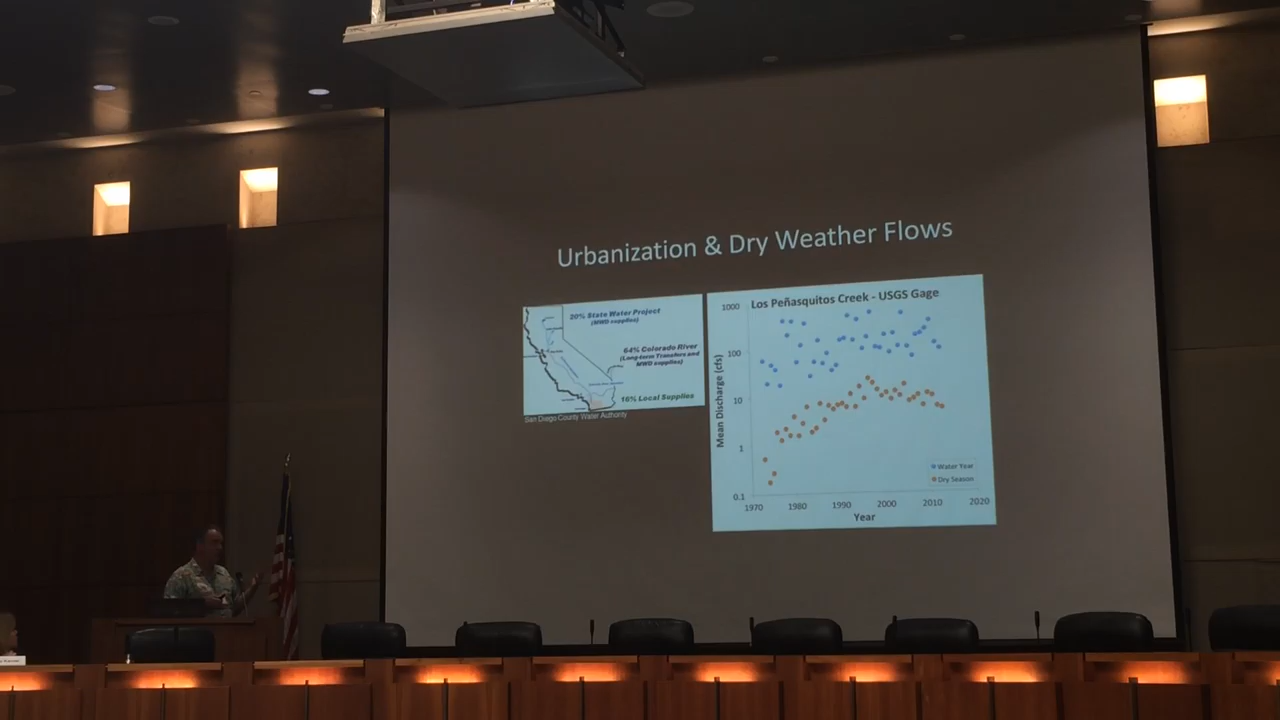 Urbanization & Dry Weather Flows
20% State Water Project
(MWD supplies)
64% Colorado River
(Long-term Transfers and
MWD supplies)
16% Local Supplies
San Diego County Water Authority
Los Peñasquitos Creek - USGS Gage
Mean Discharge (cfs)
1000
100
10
1
0.1
1970 1980 1990 2000 2010 2020
Year
Water Year
Dry Season